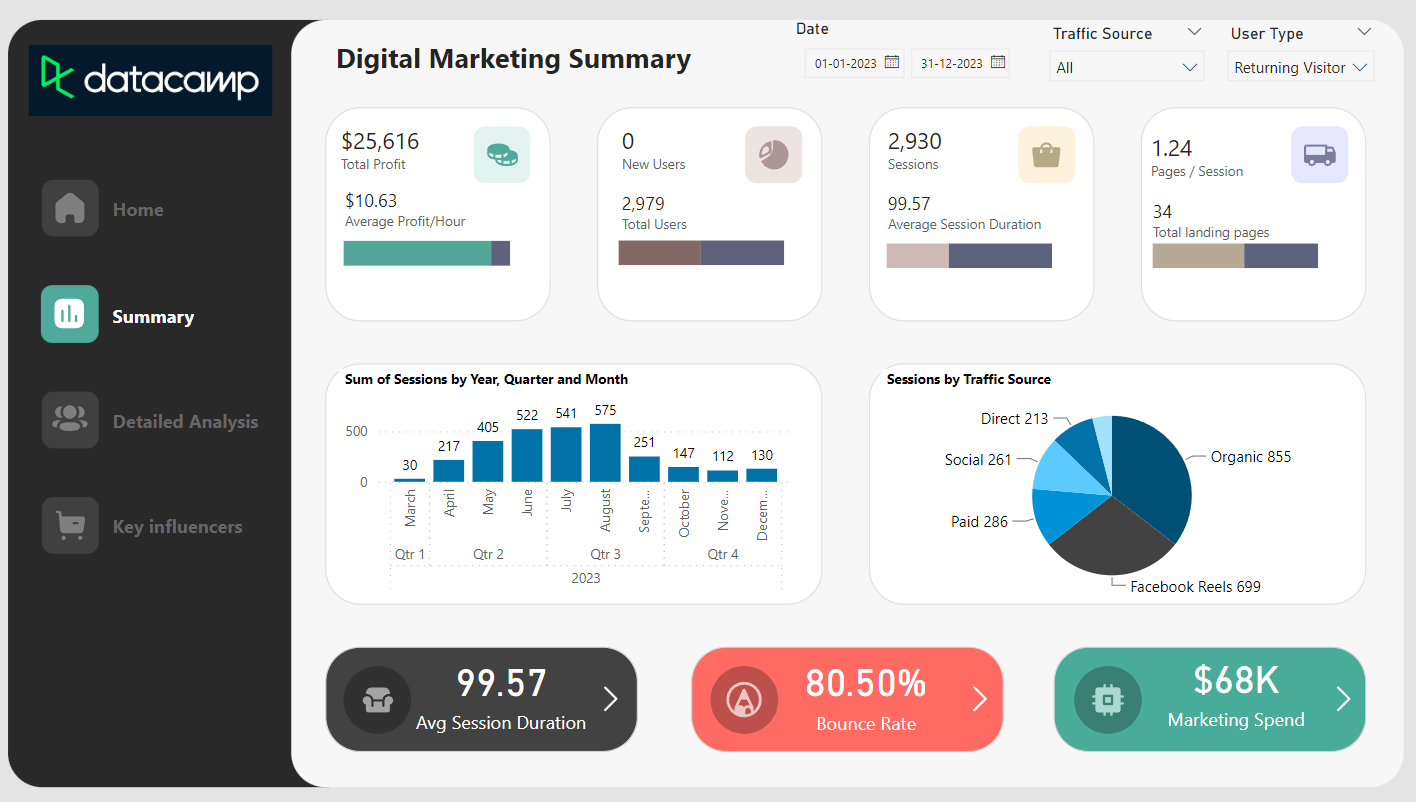 datacamp
Home
Summary
Detailed Analysis
Key influencers
Digital Marketing Summary
Date
01-01-2023
31-12-2023
Traffic Source
All
User Type
Returning Visitor
$25,616
Total Profit
$10.63
Average Profit/Hour
0
New Users
2,979
Total Users
2,930
Sessions
99.57
Average Session Duration
1.24
Pages / Session
34
Total landing pages
Sum of Sessions by Year, Quarter and Month
500
0
30
217
405
522
541
575
251
147
112
130
March
April
May
June
July
August
Septe...
October
Nove...
Decem...
Qtr 1
Qtr 2
Qtr 3
Qtr 4
2023
Sessions by Traffic Source
Direct 213
Social 261
Paid 286
Organic 855
Facebook Reels 699
99.57
Avg Session Duration
80.50%
Bounce Rate
$68K
Marketing Spend